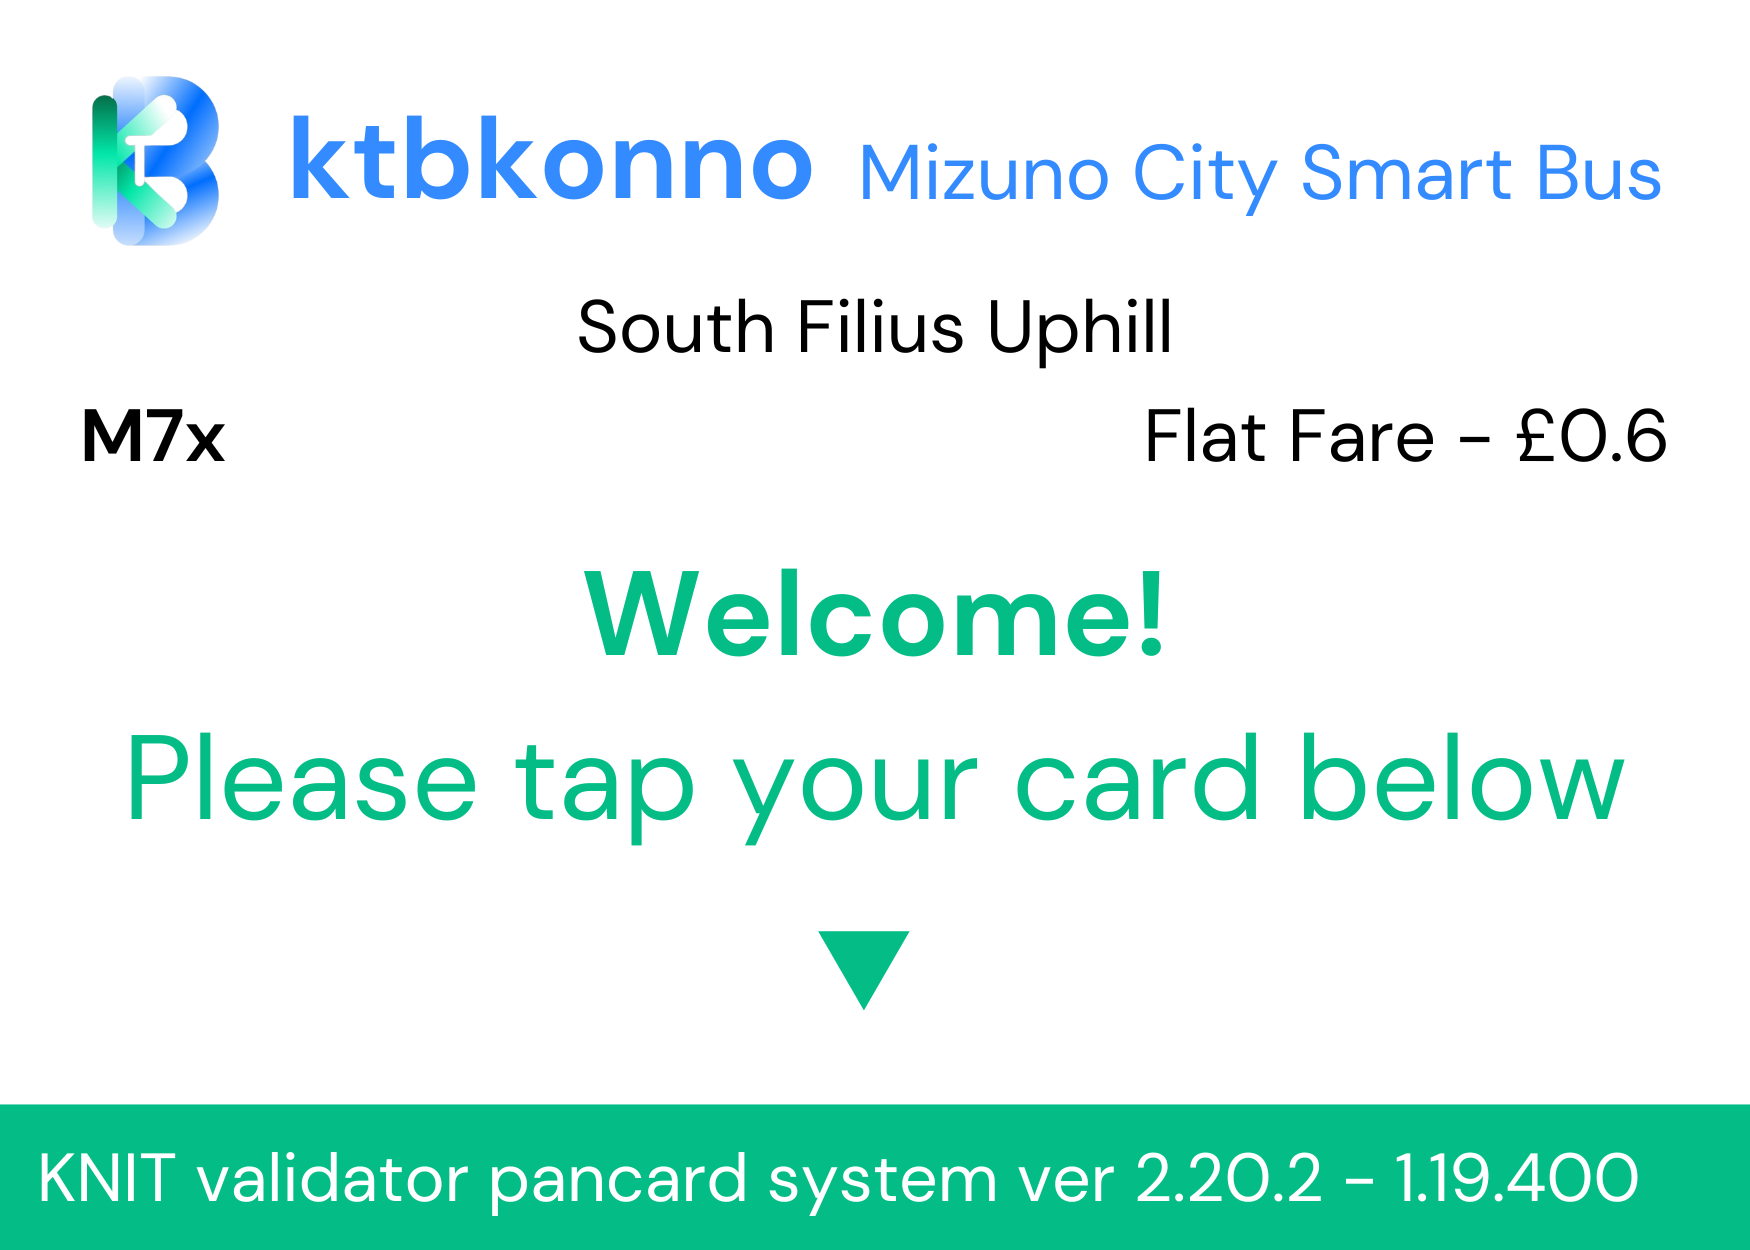 ktbkonno Mizuno City Smart Bus
South Filius Uphill
M7x Flat Fare - £0.6
Welcome!
Please tap your card below
KNIT validator pancard system ver 2.20.2 - 1.19.400